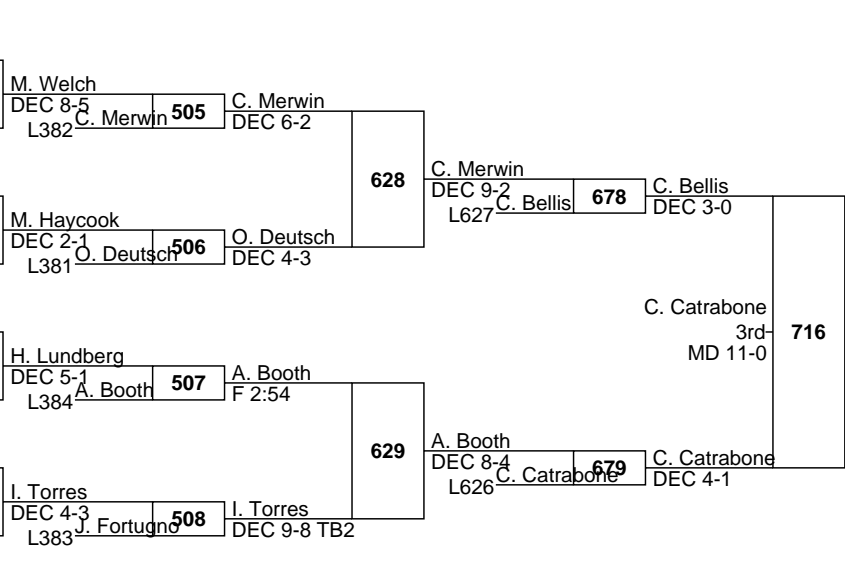 M. Welch
DEC 8-5
L382
C. Merwin
505
C. Merwin
DEC 6-2
628
C. Merwin
DEC 9-2
L627
C. Bellis
678
C. Bellis
DEC 3-0
M. Haycook
DEC 2-1
L381
O. Deutsch
506
O. Deutsch
DEC 4-3
C. Catrabone
3rd
MD 11-0
716
H. Lundberg
DEC 5-1
L384
A. Booth
507
A. Booth
F 2:54
629
A. Booth
DEC 8-4
L626
C. Catrabone
679
C. Catrabone
DEC 4-1
I. Torres
DEC 4-3
L383
J. Fortugno
508
I. Torres
DEC 9-8 TB2